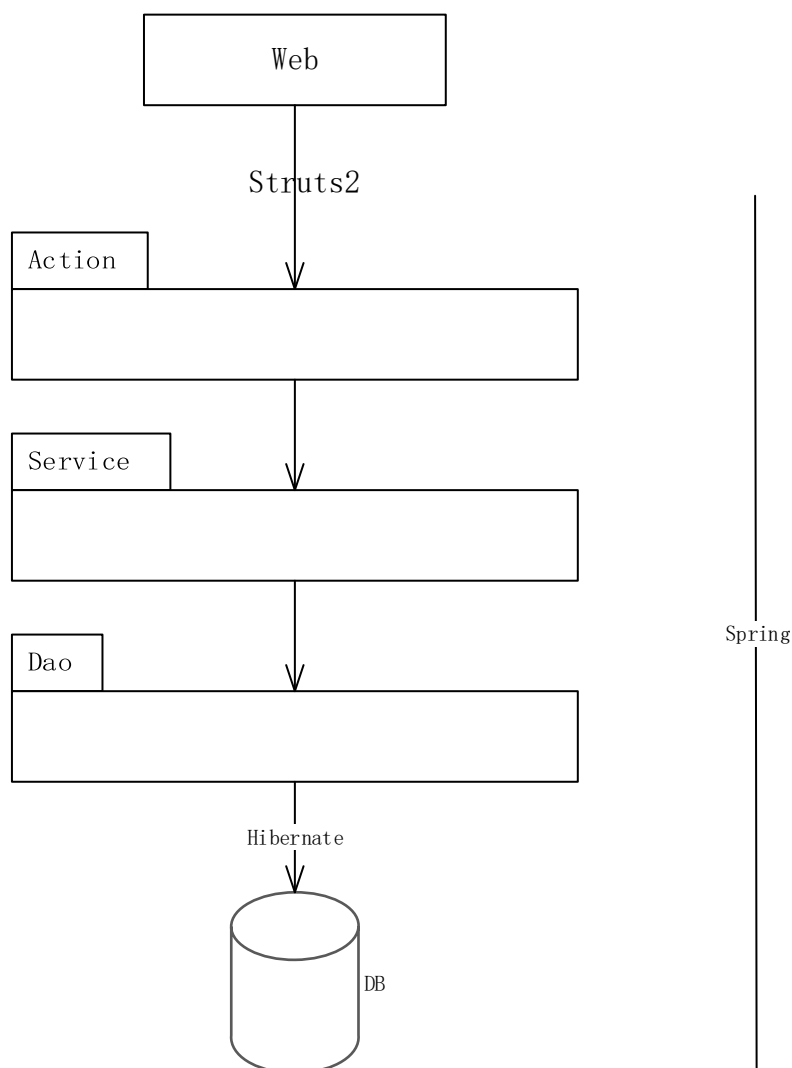 Web
Struts2
Action
Service
Spring
Dao
Hibernate
DB